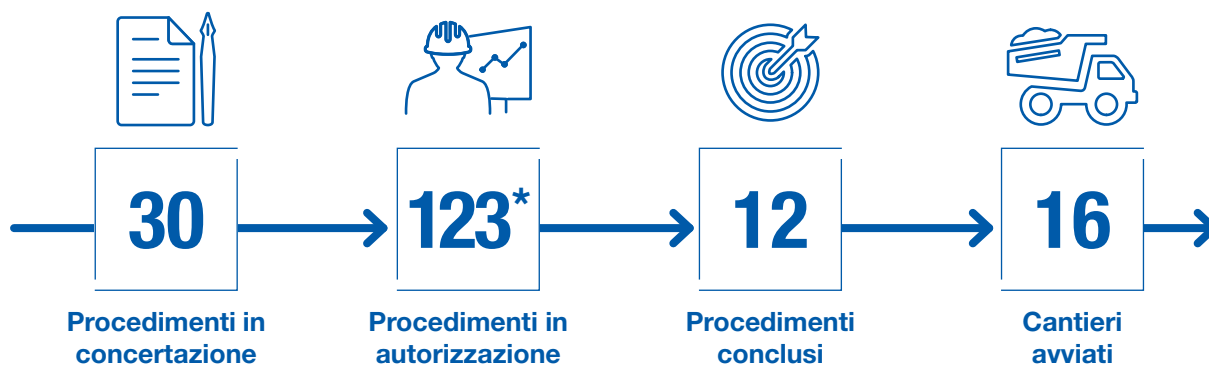 30
123*
12
16
Procedimenti in
concertazione
Procedimenti in
autorizzazione
Procedimenti
conclusi
Cantieri
avviati